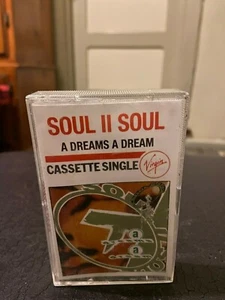 SOUL II SOUL
A DREAMS A DREAM
CASSETTE SINGLE Virgin